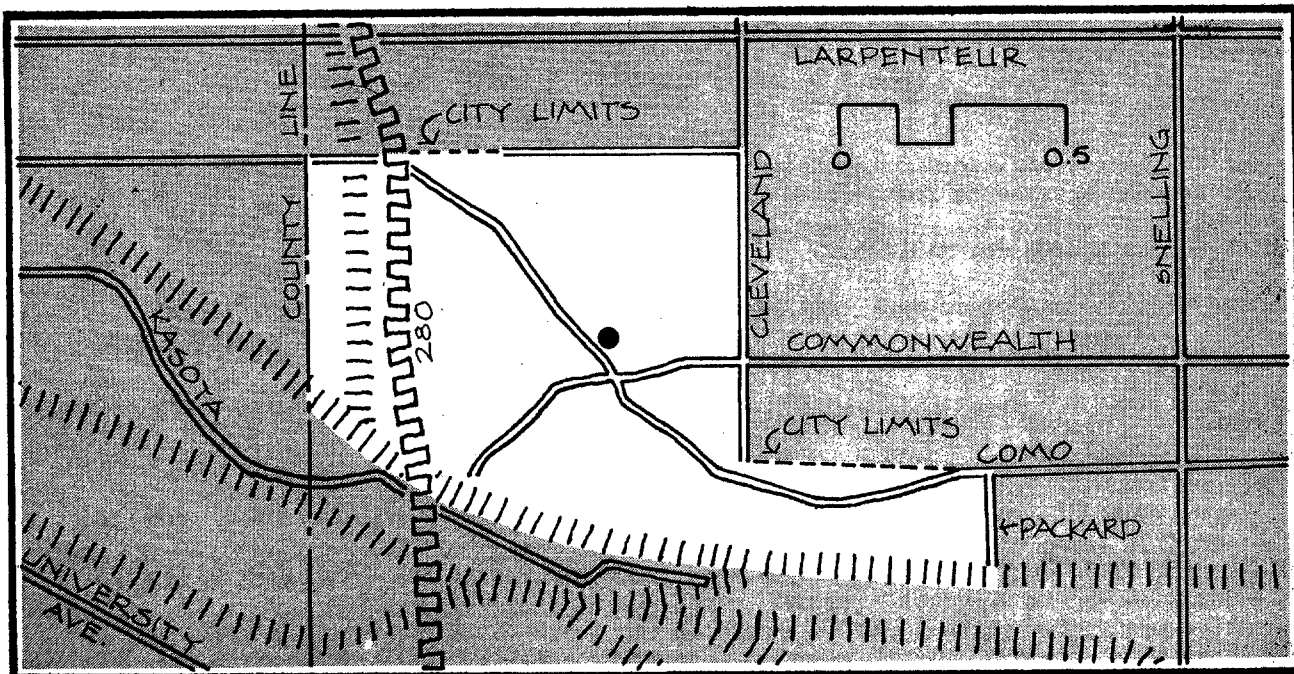 LARPENTEUR
COUNTY LINE
CITY LIMITS
0 0.5
CLEVELAND
SNELLING
KASOTA
280
COMMONWEALTH
CITY LIMITS
COMO
PACKARD
UNIVERSITY
AVE.